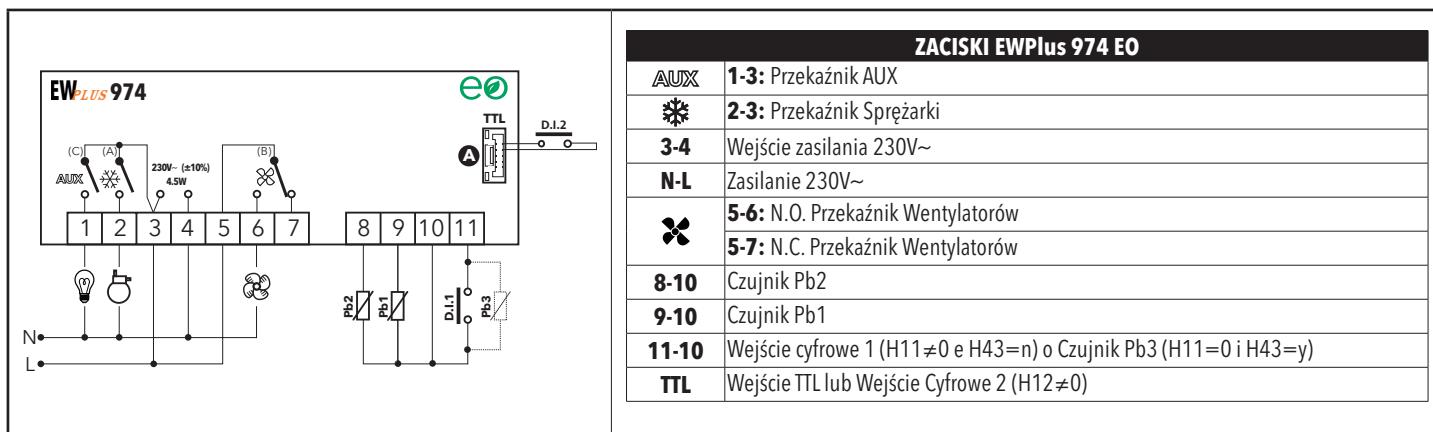 EWPLUS 974
eo
TTL
D.I.2
A
(C) (A) (B)
230V~ (±10%)
4.5W
AUX
1 2 3 4 5 6 7 8 9 10 11
Pb2
Pb1
D.I.1
Pb3
N
L
ZACISKI EWPlus 974 EO
AUX 1-3: Przekaźnik AUX
2-3: Przekaźnik Sprężarki
3-4 Wejście zasilania 230V~
N-L Zasilanie 230V~
5-6: N.O. Przekaźnik Wentylatorów
5-7: N.C. Przekaźnik Wentylatorów
8-10 Czujnik Pb2
9-10 Czujnik Pb1
11-10 Wejście cyfrowe 1 (H11≠0 e H43=n) o Czujnik Pb3 (H11=0 i H43=y)
TTL Wejście TTL lub Wejście Cyfrowe 2 (H12≠0)